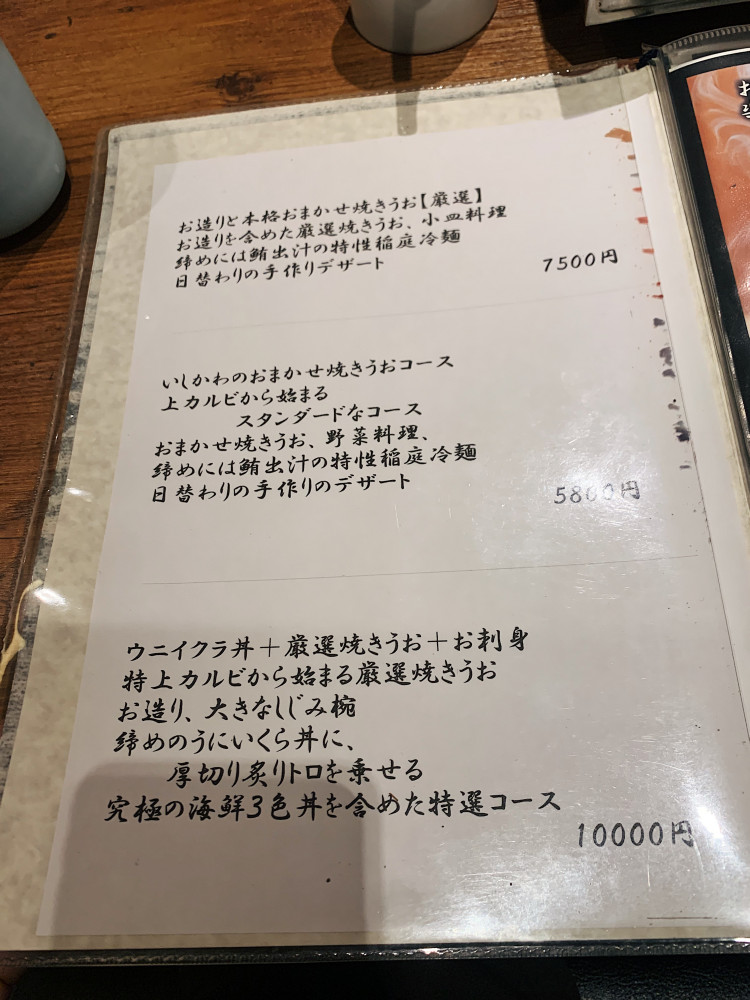 お造りと本格おまかせ焼きうお【厳選】
お造りを含めた厳選焼きうお、小皿料理
締めには鮪出汁の特性稲庭冷麺
日替わりの手作りデザート
7500円
いしかわのおまかせ焼きうおコース
上カルビから始まる
スタンダードなコース
おまかせ焼きうお、野菜料理、
締めには鮪出汁の特性稲庭冷麺
日替わりの手作りのデザート
5800円
ウニイクラ丼+厳選焼きうお+お刺身
特上カルビから始まる厳選焼きうお
お造り、大きなしじみ椀
締めのうにいくら丼に、
厚切り炙りトロを乗せる
究極の海鮮3色丼を含めた特選コース
10000円